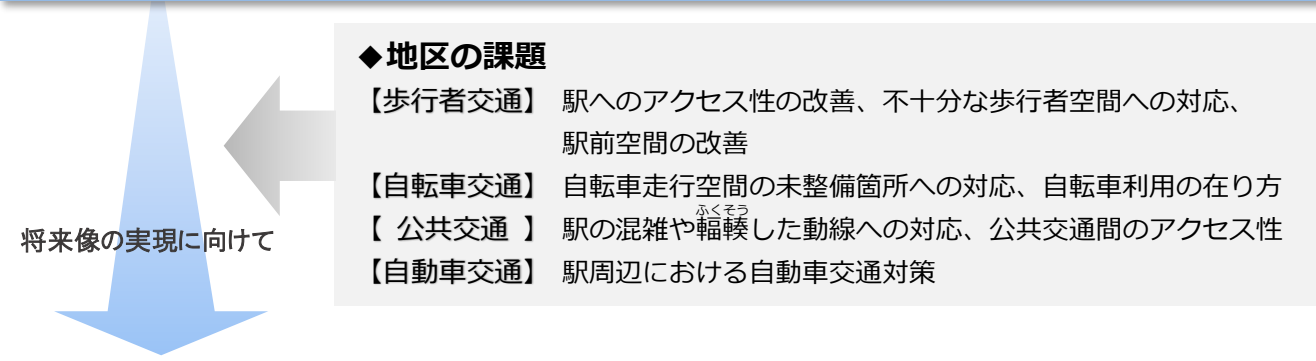 ◆地区の課題
【歩行者交通】 駅へのアクセス性の改善、不十分な歩行者空間への対応、
駅前空間の改善
【自転車交通】 自転車走行空間の未整備箇所への対応、自転車利用の在り方
ふくそう
【 公共交通 】 駅の混雑や輻輳した動線への対応、公共交通間のアクセス性
【自動車交通】 駅周辺における自動車交通対策
将来像の実現に向けて